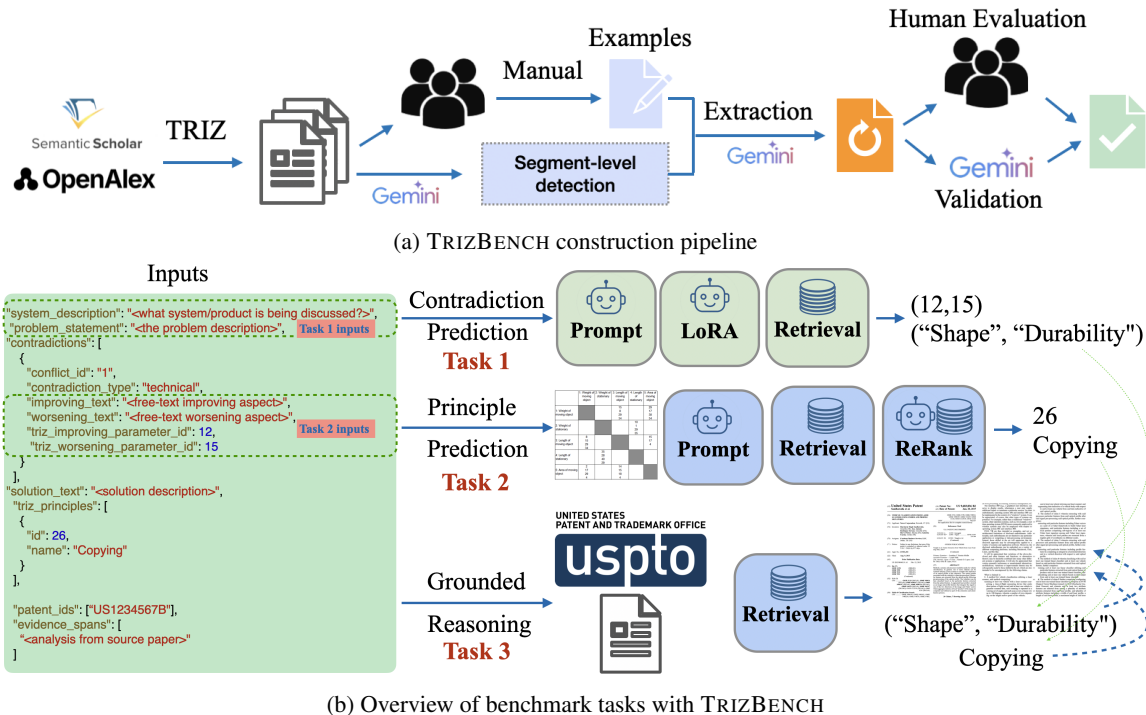 Human Evaluation
Examples
Manual
Semantic Scholar
TRIZ
Extraction
OpenAlex
Gemini
Segment-level
detection
Gemini
Gemini
Validation
(a) TRIZBENCH construction pipeline
Inputs
"system_description": "<what system/product is being discussed?>",
"problem_statement": "<the problem description>", Task 1 inputs
"contradictions": [
{
"conflict_id": "1",
"contradiction_type": "technical",
"improving_text": "<free-text improving aspect>",
"worsening_text": "<free-text worsening aspect>", Task 2 inputs
"triz_improving_parameter_id": 12,
"triz_worsening_parameter_id": 15
}
],
"solution_text": "<solution description>",
"triz_principles": [
{
"id": 26,
"name": "Copying"
}
],
"patent_ids": ["US1234567B"],
"evidence_spans": [
"<analysis from source paper>"
]
Contradiction
Prediction
Task 1
Prompt
LoRA
Retrieval
(12,15)
(“Shape”, “Durability")
Principle
Prediction
Task 2
Prompt
Retrieval
ReRank
26
Copying
Grounded
Reasoning
Task 3
UNITED STATES
PATENT AND TRADEMARK OFFICE
uspto
Retrieval
(“Shape”, “Durability")
Copying
(b) Overview of benchmark tasks with TRIZBENCH